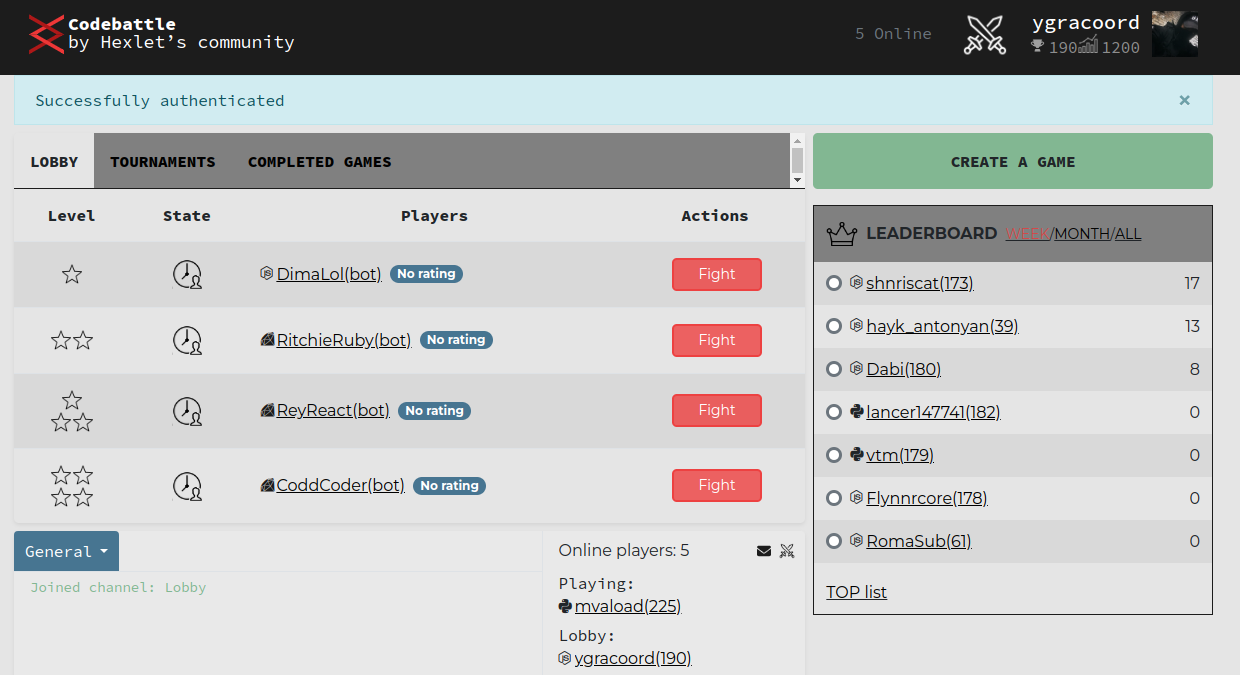 Codebattle
by Hexlet’s community
5 Online
ygracoord
190 1200
Successfully authenticated ×
LOBBY TOURNAMENTS COMPLETED GAMES
Level State Players Actions
DimaLol(bot) No rating Fight
RitchieRuby(bot) No rating Fight
ReyReact(bot) No rating Fight
CoddCoder(bot) No rating Fight
General
Joined channel: Lobby
Online players: 5
Playing:
mvaload(225)
Lobby:
ygracoord(190)
CREATE A GAME
LEADERBOARD WEEK/MONTH/ALL
shnriscat(173) 17
hayk_antonyan(39) 13
Dabi(180) 8
lancer147741(182) 0
vtm(179) 0
Flynnrcore(178) 0
RomaSub(61) 0
TOP list